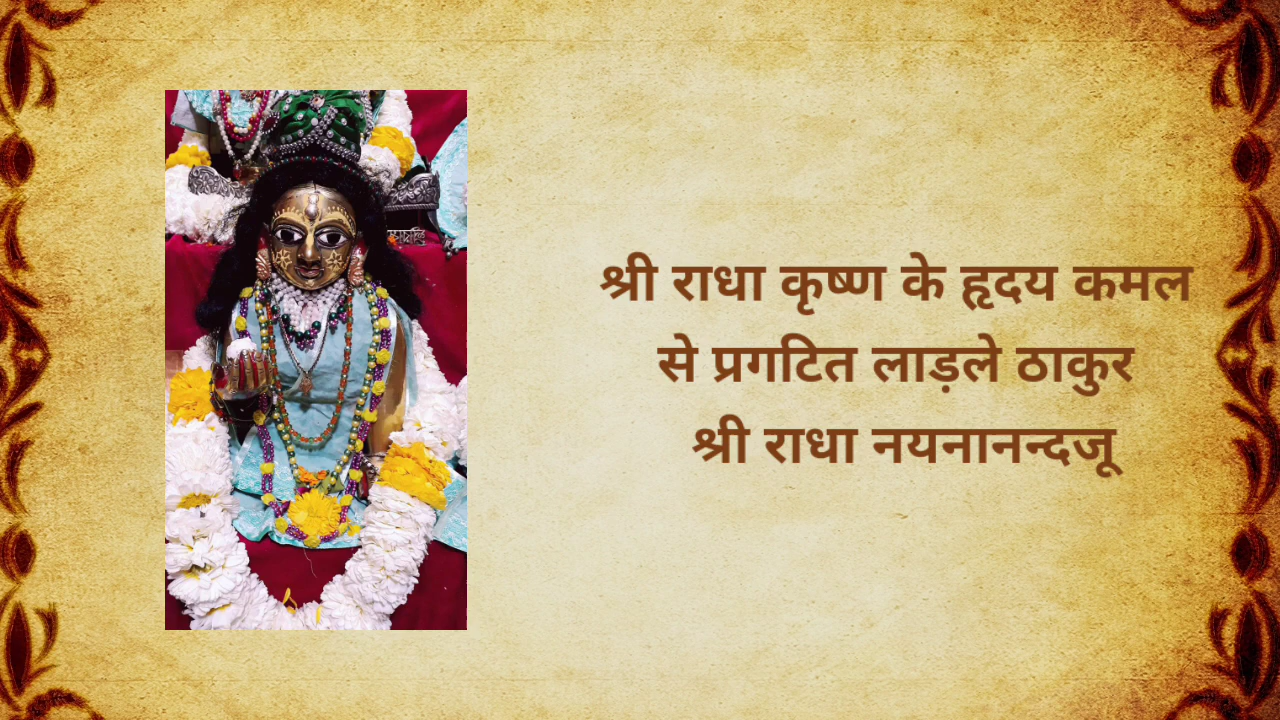 श्री राधा कृष्ण के हृदय कमल
से प्रगटित लाड़ले ठाकुर
श्री राधा नयनानन्दजू